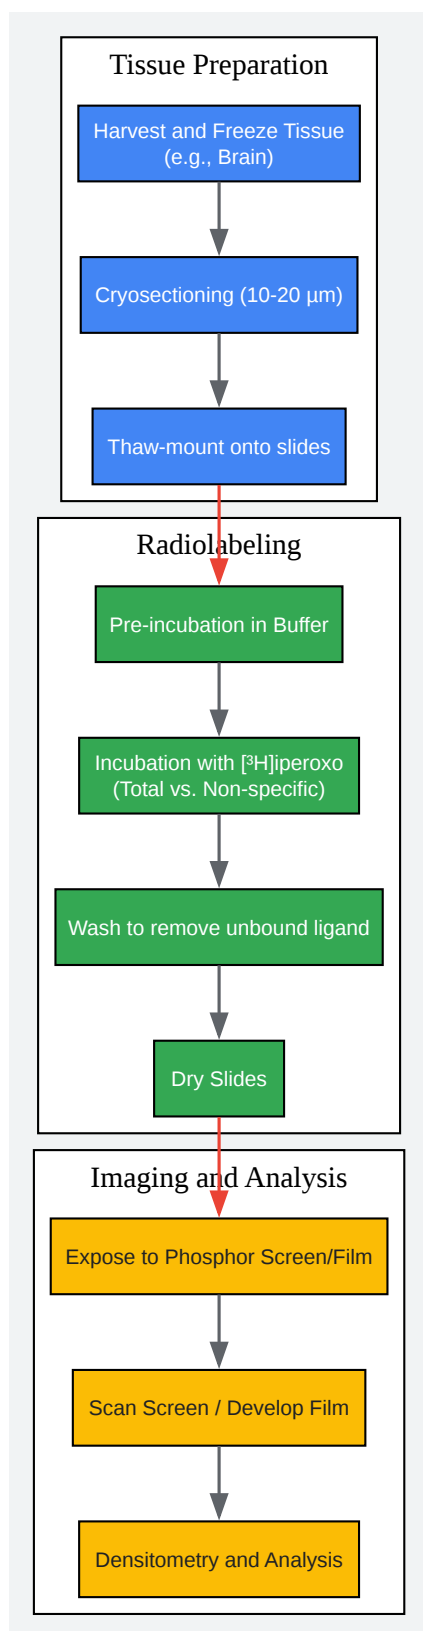 Tissue Preparation
Harvest and Freeze Tissue
(e.g., Brain)
Cryosectioning (10-20 µm)
Thaw-mount onto slides
Radiolabeling
Pre-incubation in Buffer
Incubation with [³H]iperoxo
(Total vs. Non-specific)
Wash to remove unbound ligand
Dry Slides
Imaging and Analysis
Expose to Phosphor Screen/Film
Scan Screen / Develop Film
Densitometry and Analysis